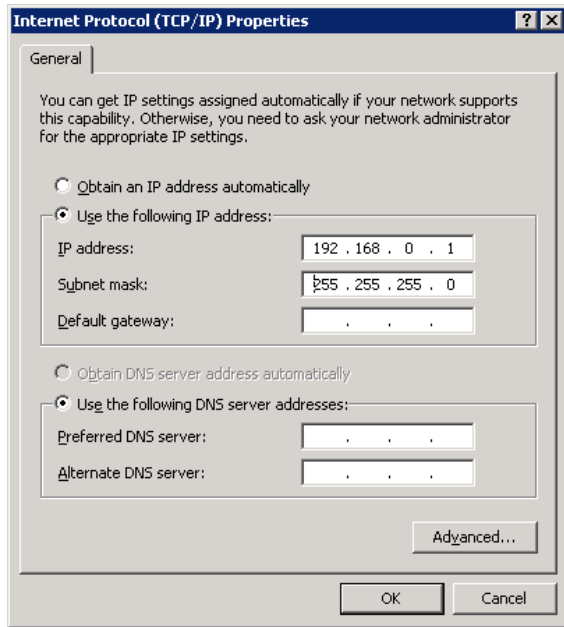 Internet Protocol (TCP/IP) Properties
General
You can get IP settings assigned automatically if your network supports
this capability. Otherwise, you need to ask your network administrator
for the appropriate IP settings.
Obtain an IP address automatically
Use the following IP address:
IP address: 192 . 168 . 0 . 1
Subnet mask: 255 . 255 . 255 . 0
Default gateway: . . .
Obtain DNS server address automatically
Use the following DNS server addresses:
Preferred DNS server: . . .
Alternate DNS server: . . .
Advanced...
OK Cancel